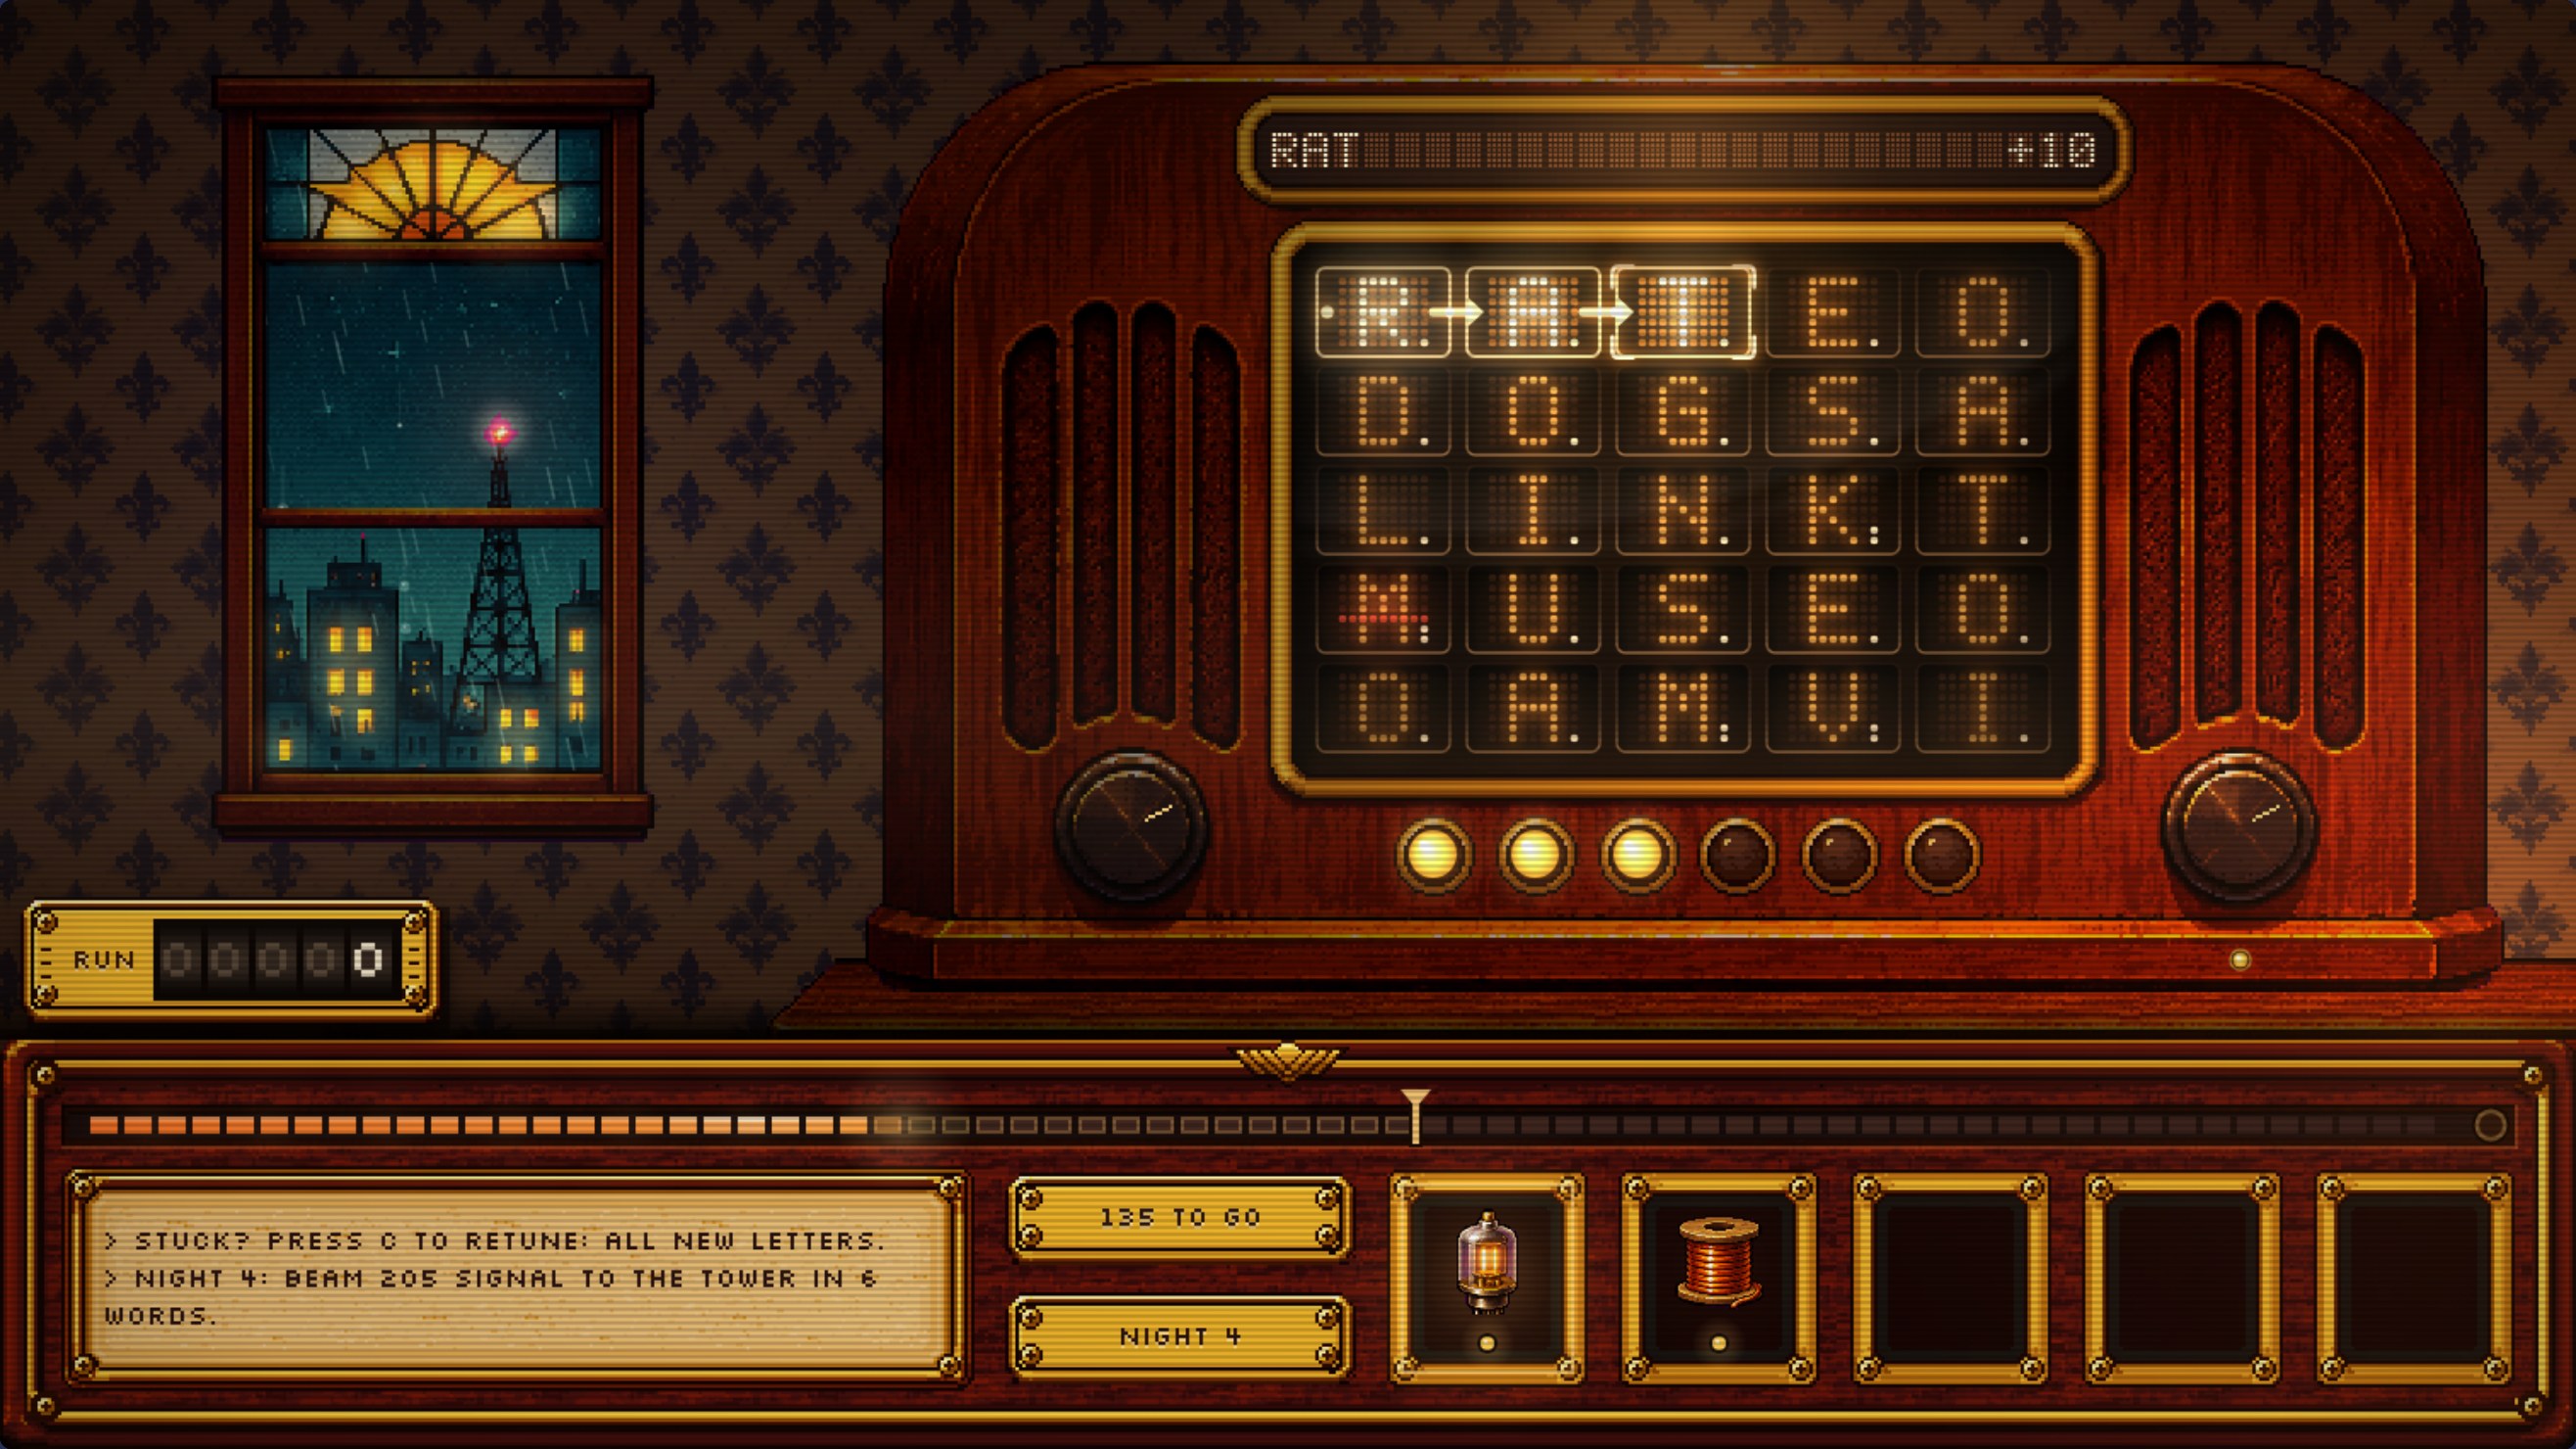 RAT +10
R. A. T. E. O.
D. O. G. S. A.
L. I. N. K: T.
M: U. S. E. O.
O. A. M: V: I.
RUN 00000
> STUCK? PRESS C TO RETUNE: ALL NEW LETTERS.
> NIGHT 4: BEAM 205 SIGNAL TO THE TOWER IN 6
WORDS.
135 TO GO
NIGHT 4